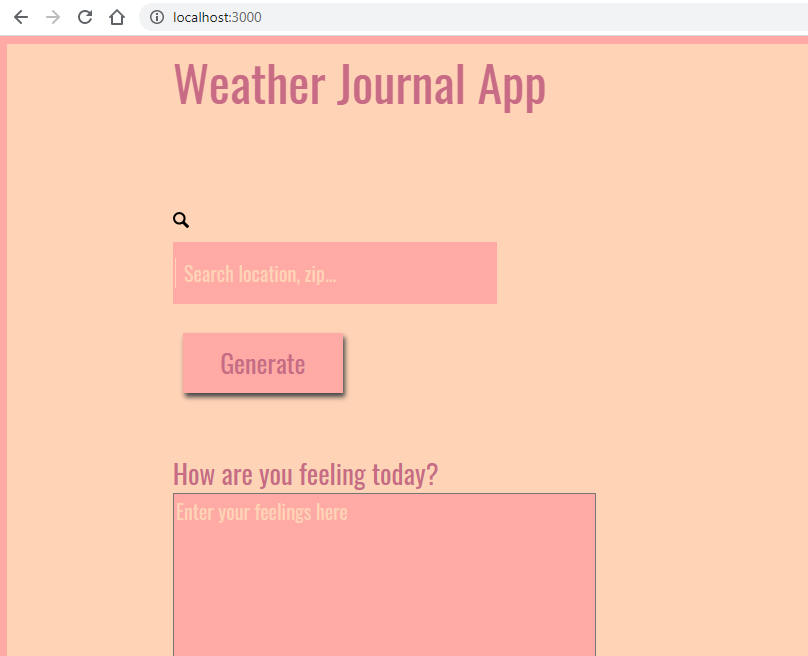 localhost:3000
Weather Journal App
Search location, zip...
Generate
How are you feeling today?
Enter your feelings here